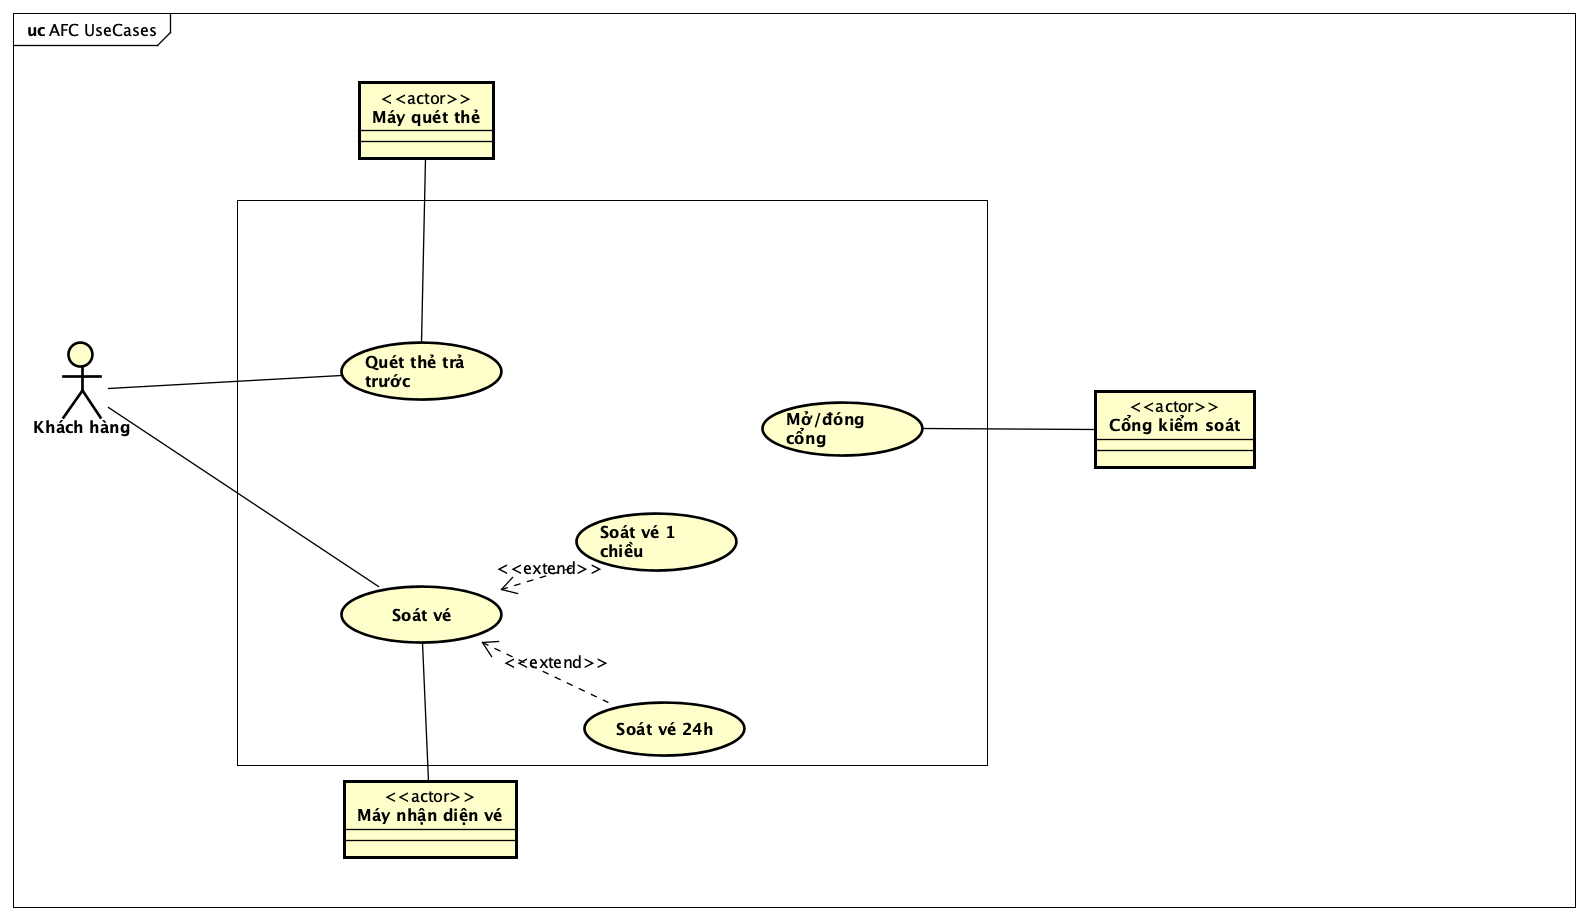 uc AFC UseCases
<<actor>>
Máy quét thẻ
Quét thẻ trả
trước
Khách hàng
Mở/đóng
cổng
<<actor>>
Cổng kiểm soát
Soát vé 1
chiều
<<extend>>
Soát vé
<<extend>>
Soát vé 24h
<<actor>>
Máy nhận diện vé